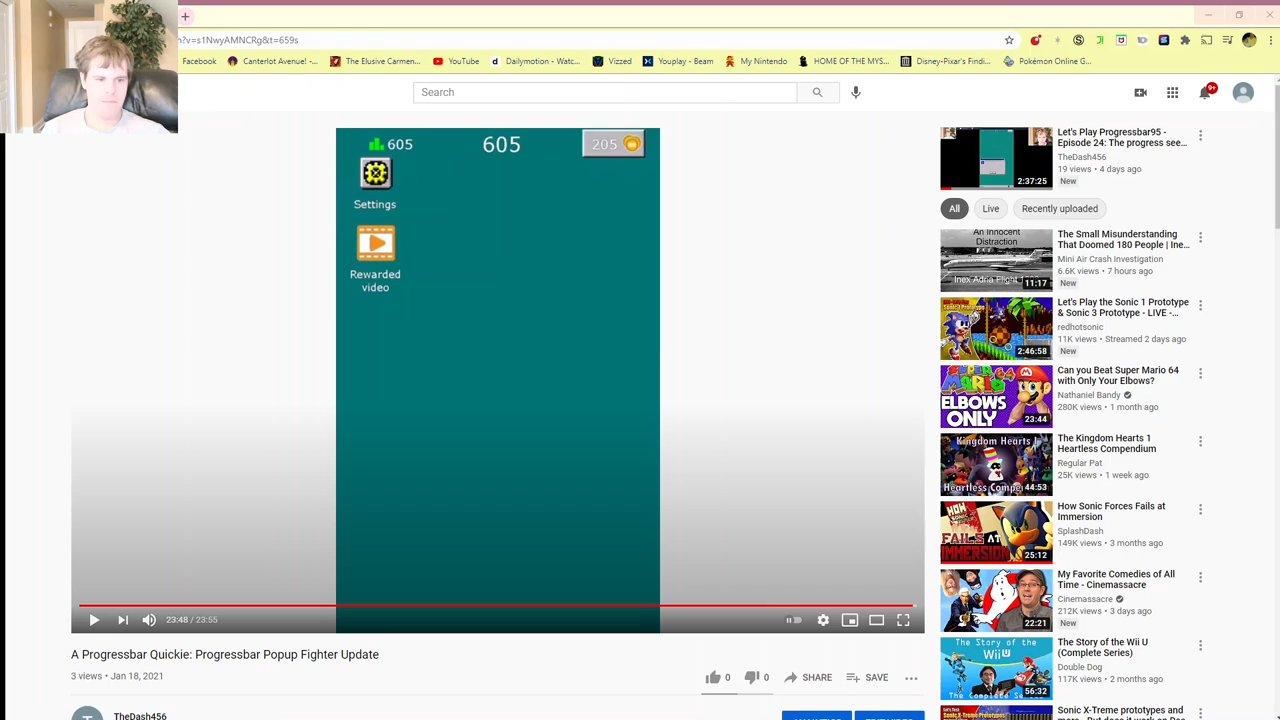 h?v=s1NwyAMNCRg&t=659s
Facebook
Canterlot Avenue! -...
The Elusive Carmen...
YouTube
Dailymotion - Watc...
Vizzed
Youplay - Beam
My Nintendo
HOME OF THE MYS...
Disney-Pixar's Findi...
Pokémon Online G...
Search
9+
605
605
205
Settings
Rewarded
video
23:48 / 23:55
A Progressbar Quickie: Progressbar Popup Fighter Update
3 views • Jan 18, 2021
0
0
SHARE
SAVE
TheDash456
2:37:25
Let's Play Progressbar95 -
Episode 24: The progress see...
TheDash456
19 views • 4 days ago
New
All
Live
Recently uploaded
An Innocent
Distraction
11:17
The Small Misunderstanding
That Doomed 180 People | Ine...
Mini Air Crash Investigation
6.6K views • 7 hours ago
New
2:46:58
Let's Play the Sonic 1 Prototype
& Sonic 3 Prototype - LIVE -...
redhotsonic
11K views • Streamed 2 days ago
New
SUPER
MARIO 64
ELBOWS
ONLY
23:44
Can you Beat Super Mario 64
with Only Your Elbows?
Nathaniel Bandy
280K views • 1 month ago
Kingdom Hearts I
Heartless Compe
44:53
The Kingdom Hearts 1
Heartless Compendium
Regular Pat
25K views • 1 week ago
HOW
FAILS AT
IMMERSION
25:12
How Sonic Forces Fails at
Immersion
SplashDash
149K views • 3 months ago
22:21
My Favorite Comedies of All
Time - Cinemassacre
Cinemassacre
212K views • 3 days ago
New
The Story of the
Wii U
The Complete Series
56:32
The Story of the Wii U
(Complete Series)
Double Dog
117K views • 2 months ago
Sonic X-Treme prototypes and